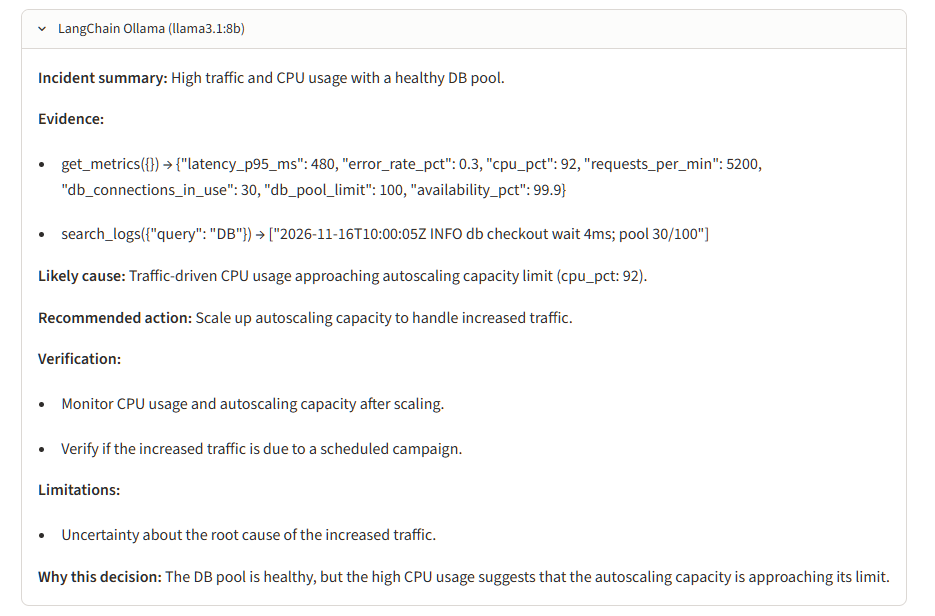 LangChain Ollama (llama3.1:8b)
Incident summary: High traffic and CPU usage with a healthy DB pool.
Evidence:
• get_metrics({}) → {"latency_p95_ms": 480, "error_rate_pct": 0.3, "cpu_pct": 92, "requests_per_min": 5200,
"db_connections_in_use": 30, "db_pool_limit": 100, "availability_pct": 99.9}
• search_logs({"query": "DB"}) → ["2026-11-16T10:00:05Z INFO db checkout wait 4ms; pool 30/100"]
Likely cause: Traffic-driven CPU usage approaching autoscaling capacity limit (cpu_pct: 92).
Recommended action: Scale up autoscaling capacity to handle increased traffic.
Verification:
• Monitor CPU usage and autoscaling capacity after scaling.
• Verify if the increased traffic is due to a scheduled campaign.
Limitations:
• Uncertainty about the root cause of the increased traffic.
Why this decision: The DB pool is healthy, but the high CPU usage suggests that the autoscaling capacity is approaching its limit.